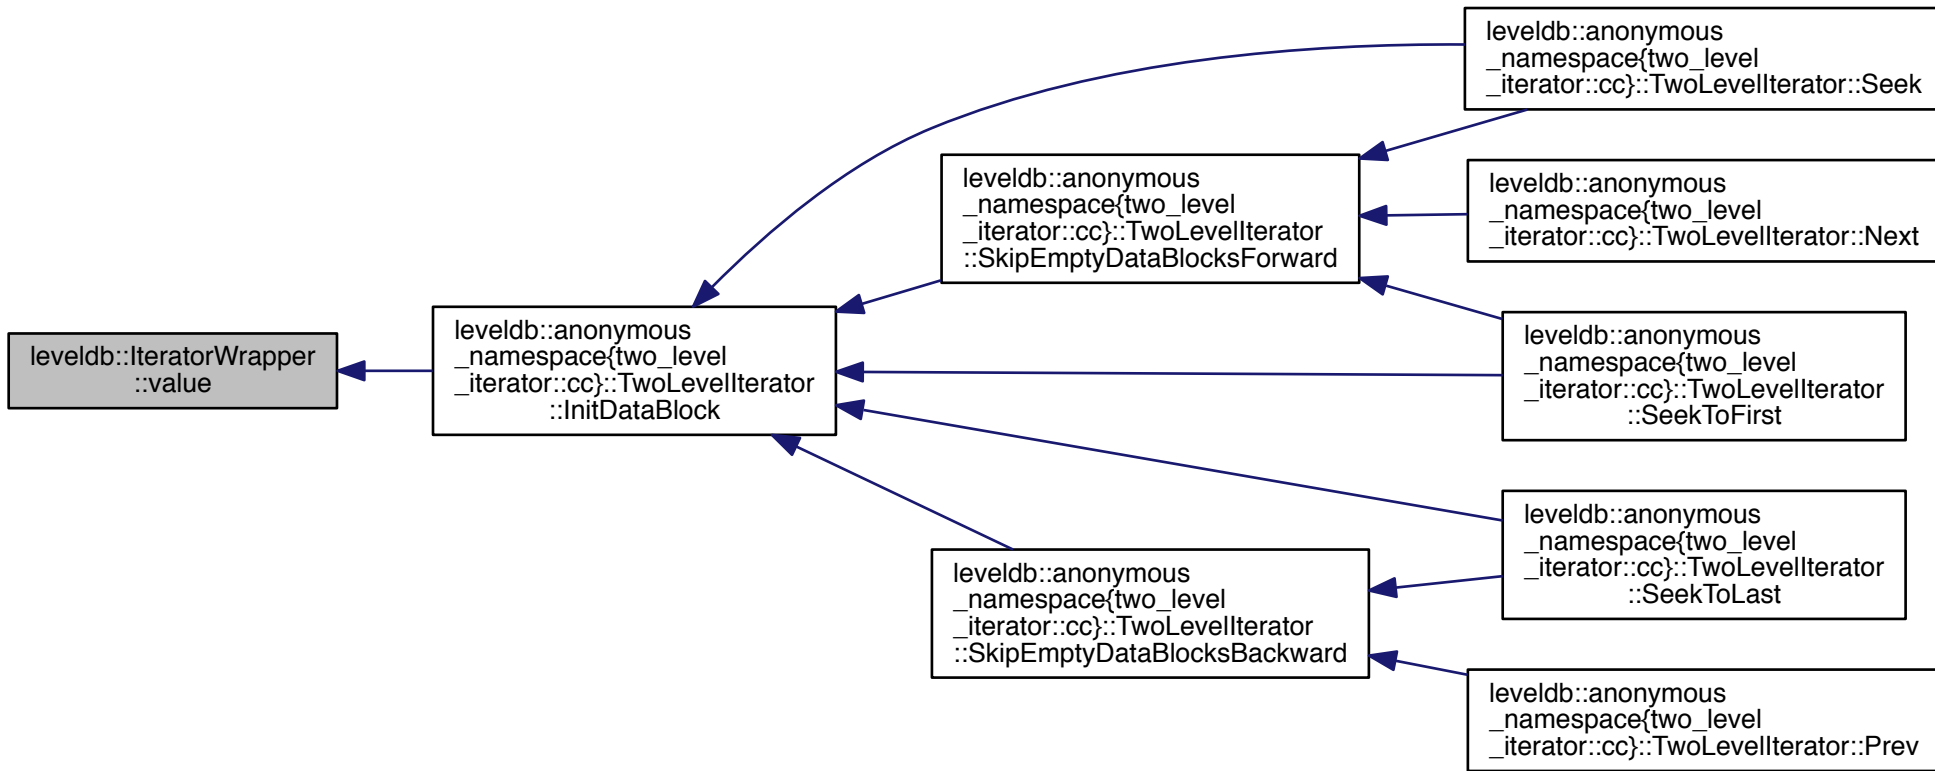 leveldb::IteratorWrapper
::value
leveldb::anonymous
_namespace{two_level
_iterator::cc}::TwoLevelIterator
::InitDataBlock
leveldb::anonymous
_namespace{two_level
_iterator::cc}::TwoLevelIterator
::SkipEmptyDataBlocksForward
leveldb::anonymous
_namespace{two_level
_iterator::cc}::TwoLevelIterator
::SkipEmptyDataBlocksBackward
leveldb::anonymous
_namespace{two_level
_iterator::cc}::TwoLevelIterator::Seek
leveldb::anonymous
_namespace{two_level
_iterator::cc}::TwoLevelIterator::Next
leveldb::anonymous
_namespace{two_level
_iterator::cc}::TwoLevelIterator
::SeekToFirst
leveldb::anonymous
_namespace{two_level
_iterator::cc}::TwoLevelIterator
::SeekToLast
leveldb::anonymous
_namespace{two_level
_iterator::cc}::TwoLevelIterator::Prev